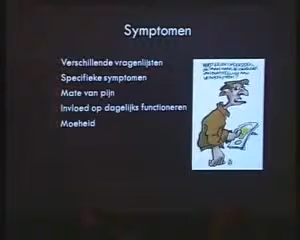 Symptomen
Verschillende vragenlijsten
Specifieke symptomen
Mate van pijn
Invloed op dagelijks functioneren
Moeheid